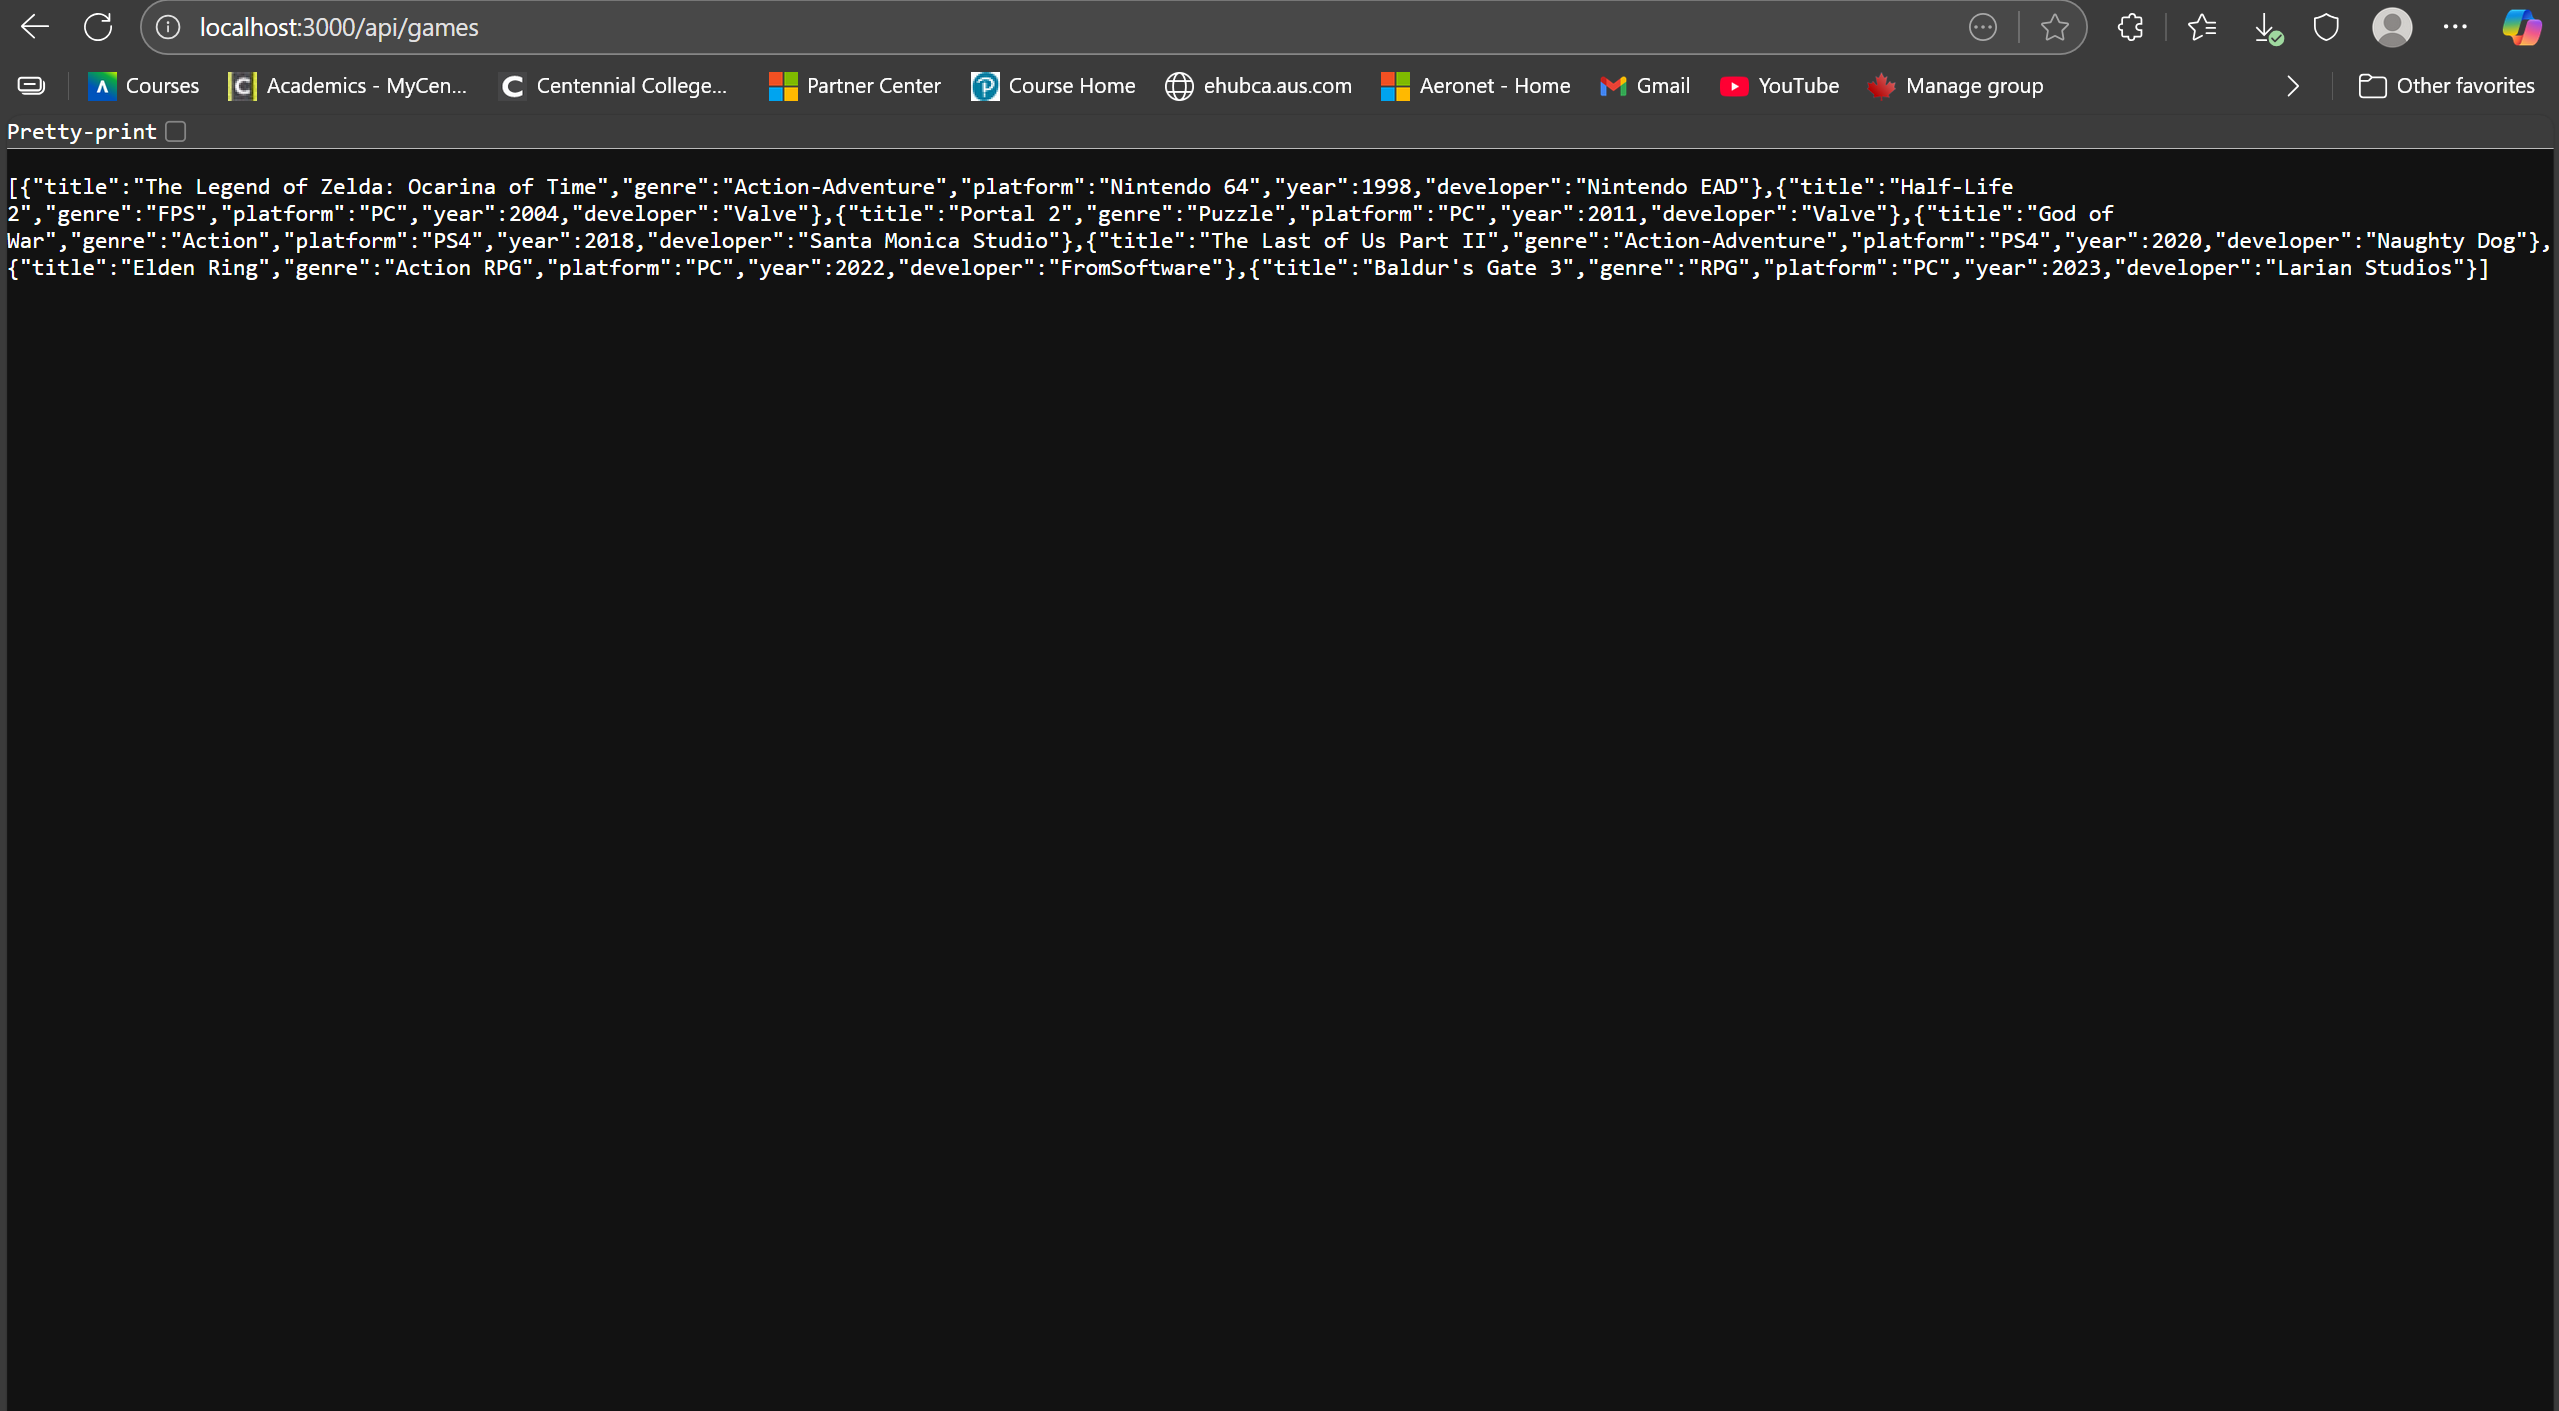 localhost:3000/api/games
Courses Academics - MyCen... Centennial College... Partner Center Course Home ehubca.aus.com Aeronet - Home Gmail YouTube Manage group Other favorites
Pretty-print
[{"title":"The Legend of Zelda: Ocarina of Time","genre":"Action-Adventure","platform":"Nintendo 64","year":1998,"developer":"Nintendo EAD"},{"title":"Half-Life
2","genre":"FPS","platform":"PC","year":2004,"developer":"Valve"},{"title":"Portal 2","genre":"Puzzle","platform":"PC","year":2011,"developer":"Valve"},{"title":"God of
War","genre":"Action","platform":"PS4","year":2018,"developer":"Santa Monica Studio"},{"title":"The Last of Us Part II","genre":"Action-Adventure","platform":"PS4","year":2020,"developer":"Naughty Dog"},
{"title":"Elden Ring","genre":"Action RPG","platform":"PC","year":2022,"developer":"FromSoftware"},{"title":"Baldur's Gate 3","genre":"RPG","platform":"PC","year":2023,"developer":"Larian Studios"}]